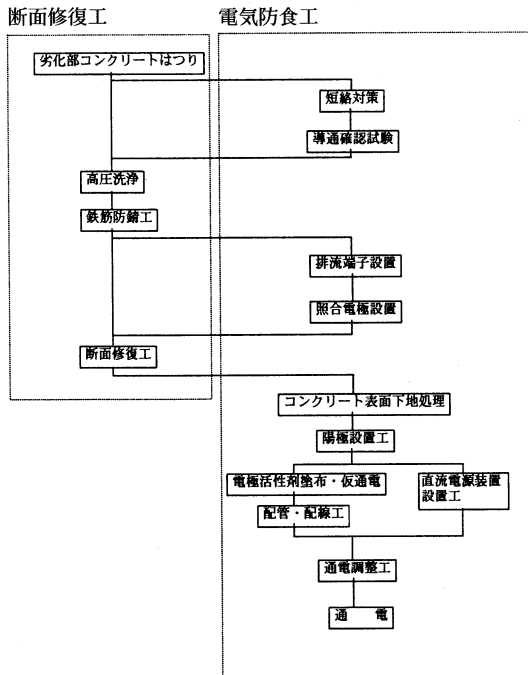 断面修復工
電気防食工
劣化部コンクリートはつり
短絡対策
導通確認試験
高圧洗浄
鉄筋防錆工
排流端子設置
照合電極設置
断面修復工
コンクリート表面下地処理
陽極設置工
電極活性剤塗布・仮通電
直流電源装置
設置工
配管・配線工
通電調整工
通 電